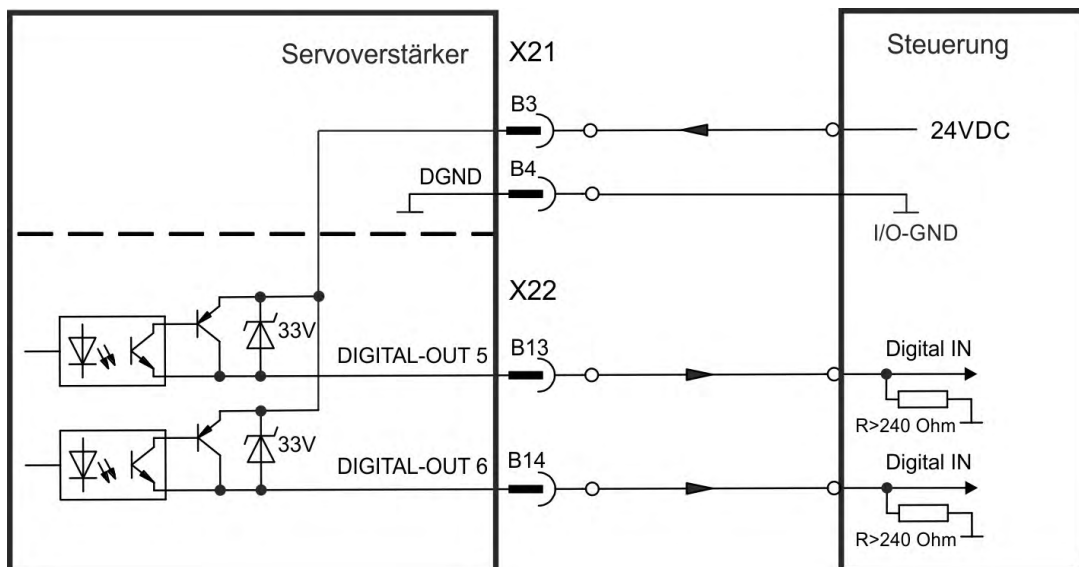 Servoverstärker
X21
Steuerung
B3
24VDC
DGND
B4
I/O-GND
X22
33V
DIGITAL-OUT 5
B13
Digital IN
R>240 Ohm
33V
DIGITAL-OUT 6
B14
Digital IN
R>240 Ohm